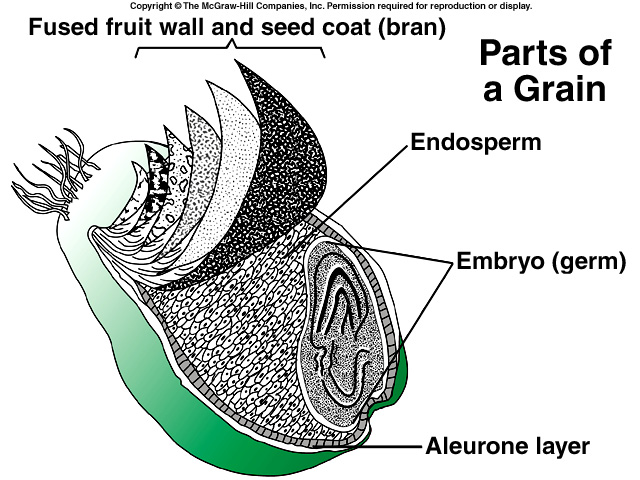 Copyright © The McGraw-Hill Companies, Inc. Permission required for reproduction or display.
Fused fruit wall and seed coat (bran)
Parts of
a Grain
Endosperm
Embryo (germ)
Aleurone layer